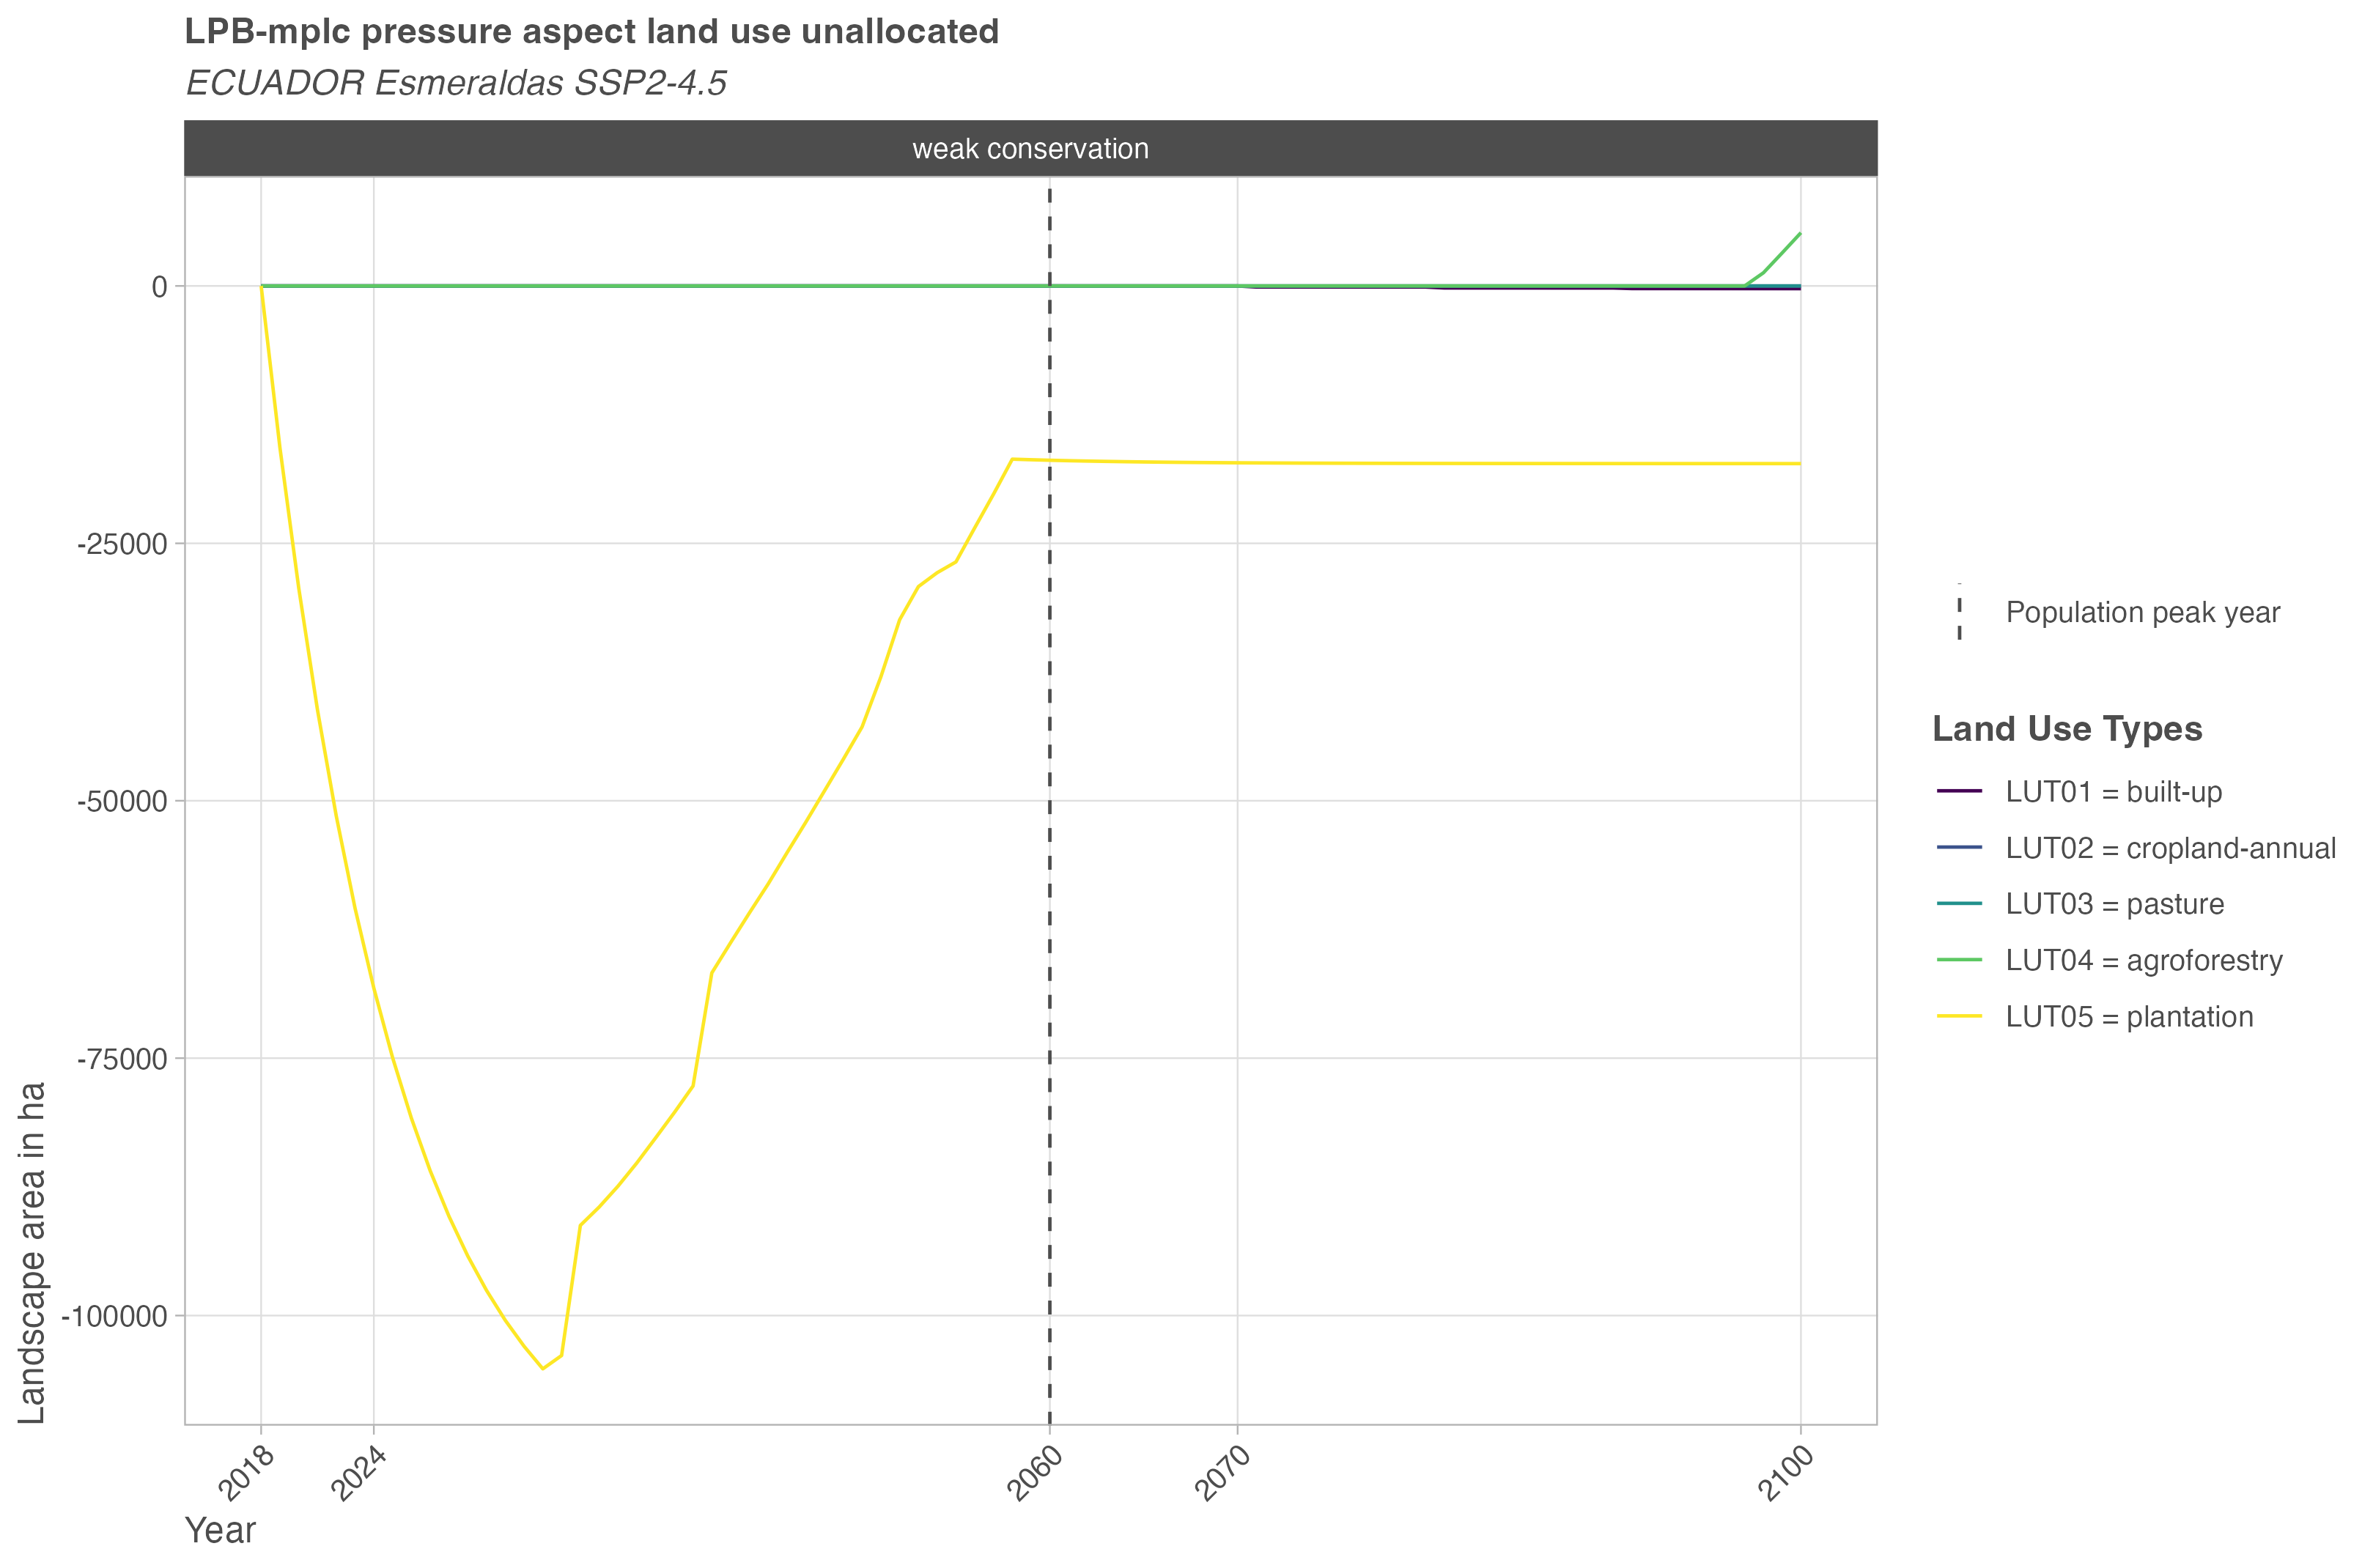 LPB-mplc pressure aspect land use unallocated
ECUADOR Esmeraldas SSP2-4.5
weak conservation
0
-25000
-50000
-75000
-100000
Landscape area in ha
2018
2024
2060
2070
2100
Year
Population peak year
Land Use Types
LUT01 = built-up
LUT02 = cropland-annual
LUT03 = pasture
LUT04 = agroforestry
LUT05 = plantation